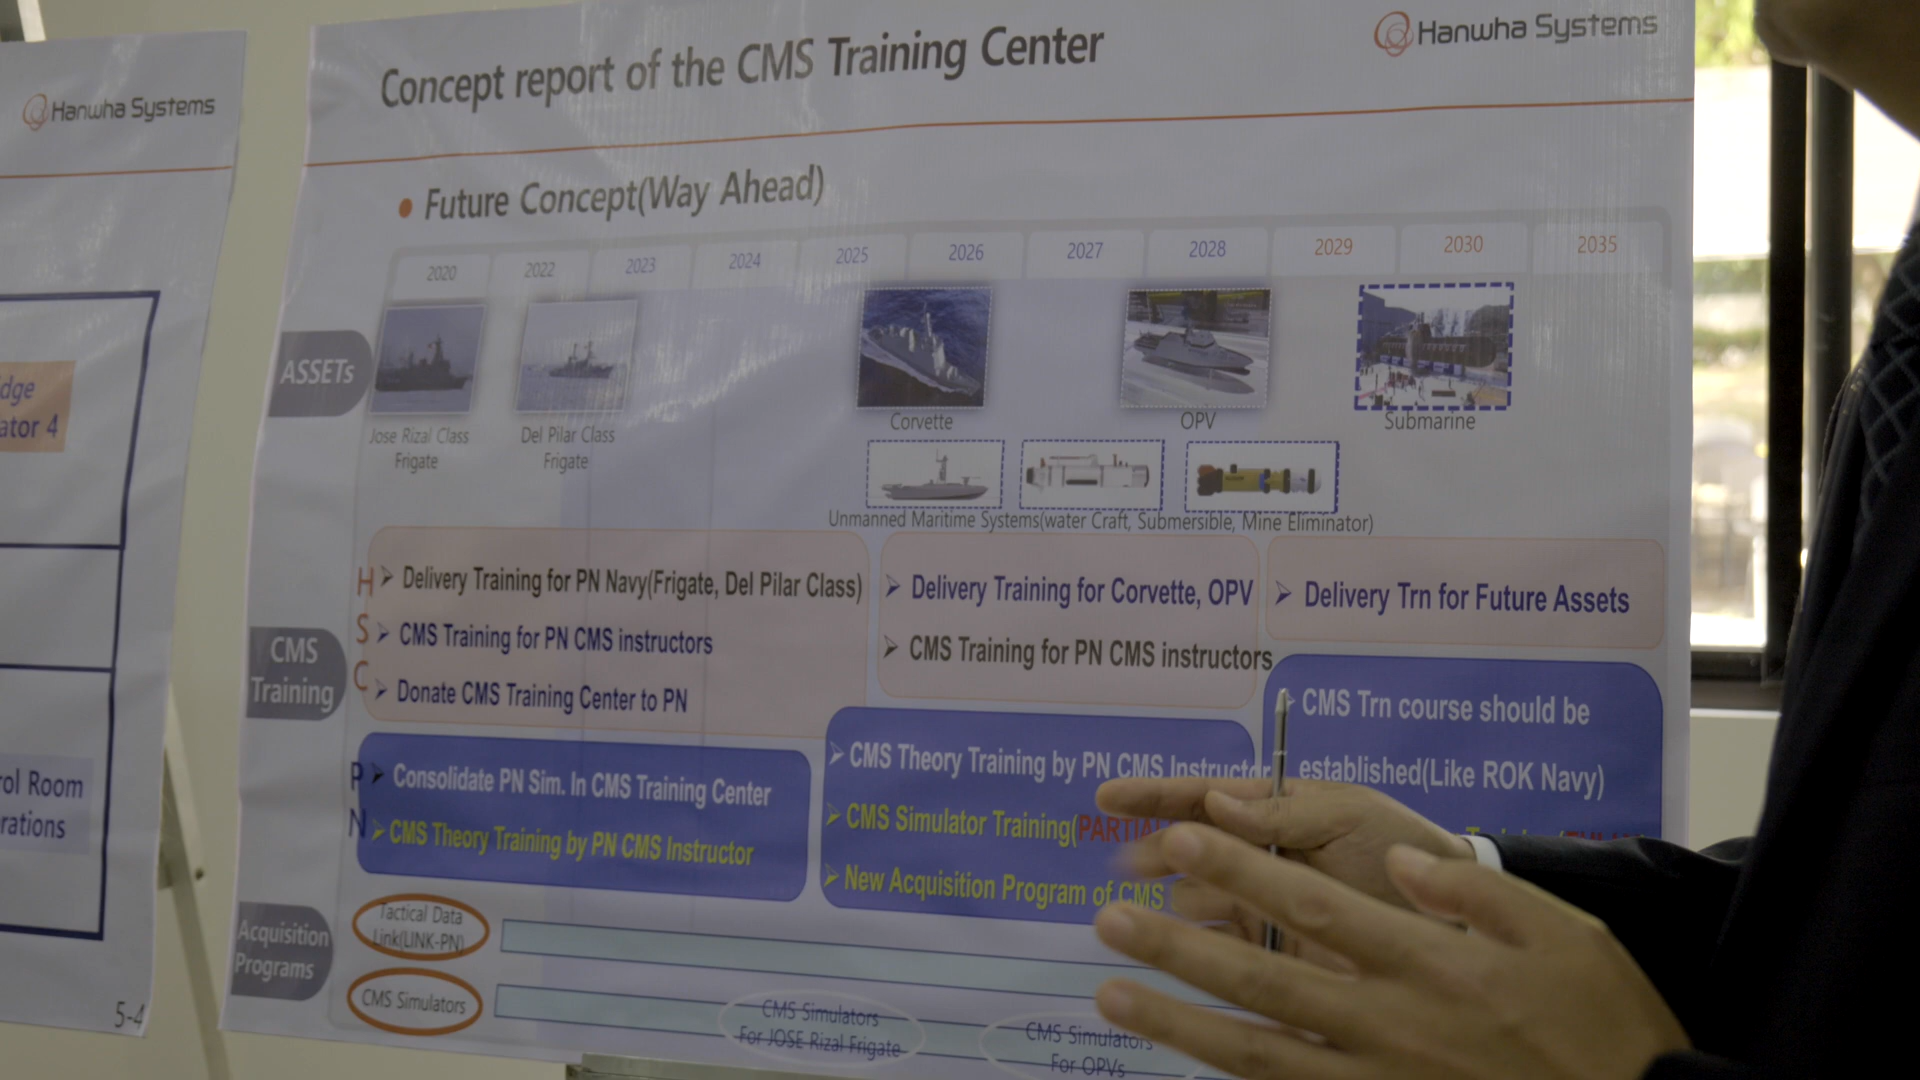 Hanwha Systems
dge
ator 4
rol Room
rations
5-4
Concept report of the CMS Training Center
Hanwha Systems
• Future Concept(Way Ahead)
2020 2022 2023 2024 2025 2026 2027 2028 2029 2030 2035
ASSETs
Jose Rizal Class
Frigate
Del Pilar Class
Frigate
Corvette
OPV
Submarine
Unmanned Maritime Systems(water Craft, Submersible, Mine Eliminator)
CMS
Training
H
S
C
➢ Delivery Training for PN Navy(Frigate, Del Pilar Class)
➢ CMS Training for PN CMS instructors
➢ Donate CMS Training Center to PN
➢ Delivery Training for Corvette, OPV
➢ CMS Training for PN CMS instructors
➢ Delivery Trn for Future Assets
P
N
➢ Consolidate PN Sim. In CMS Training Center
➢ CMS Theory Training by PN CMS Instructor
➢ CMS Theory Training by PN CMS Instructor
➢ CMS Simulator Training(PARTIAL
➢ New Acquisition Program of CMS
➢ CMS Trn course should be
established(Like ROK Navy)
Acquisition
Programs
Tactical Data
Link(LINK-PN)
CMS Simulators
CMS Simulators
For JOSE Rizal Frigate
CMS Simulators
For OPVs